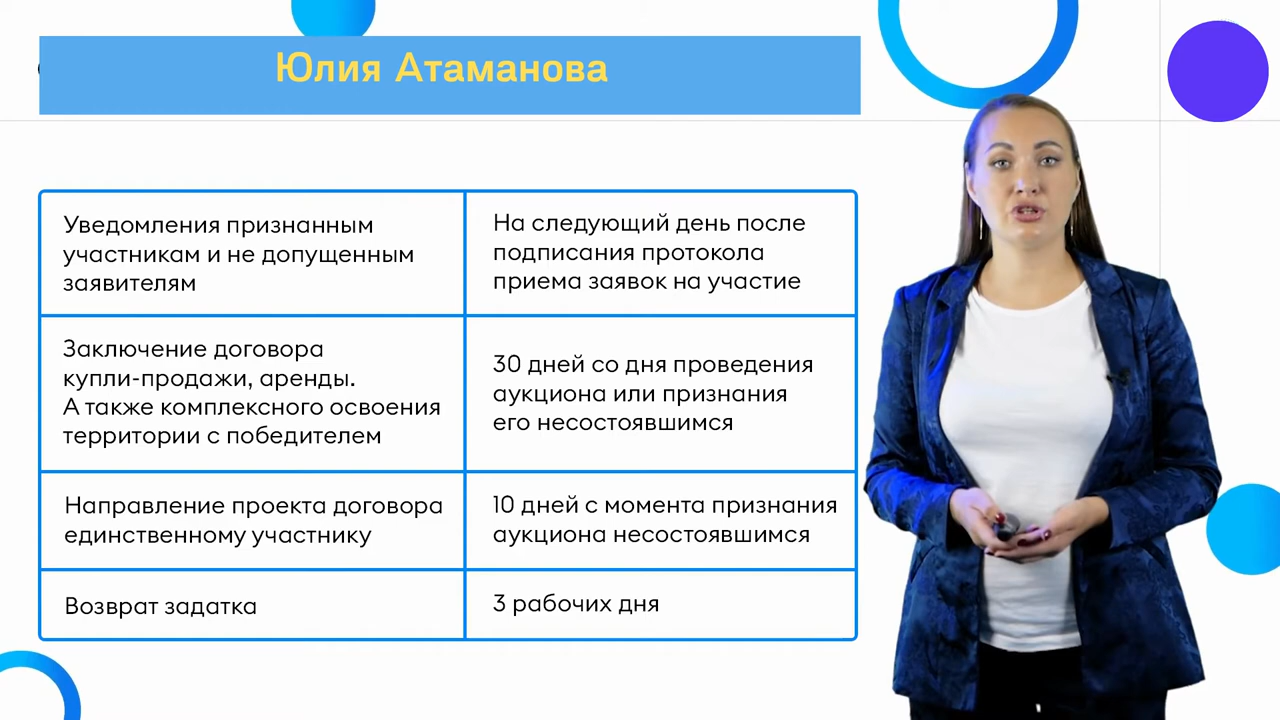 Юлия Атаманова
Уведомления признанным
участникам и не допущенным
заявителям
На следующий день после
подписания протокола
приема заявок на участие
Заключение договора
купли-продажи, аренды.
А также комплексного освоения
территории с победителем
30 дней со дня проведения
аукциона или признания
его несостоявшимся
Направление проекта договора
единственному участнику
10 дней с момента признания
аукциона несостоявшимся
Возврат задатка
3 рабочих дня